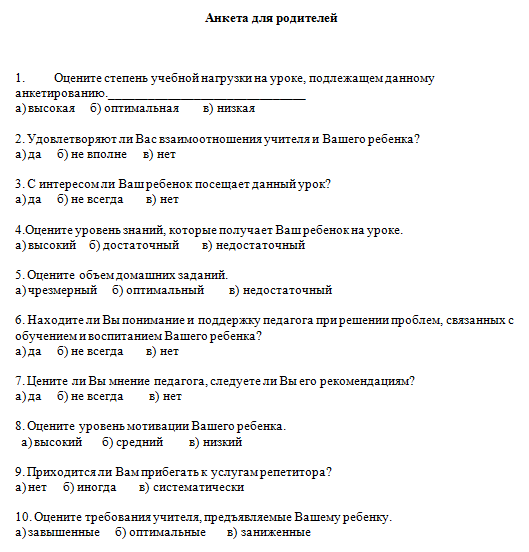 Анкета для родителей
1. Оцените степень учебной нагрузки на уроке, подлежащем данному
анкетированию.________________________________
а) высокая б) оптимальная в) низкая
2. Удовлетворяют ли Вас взаимоотношения учителя и Вашего ребенка?
а) да б) не вполне в) нет
3. С интересом ли Ваш ребенок посещает данный урок?
а) да б) не всегда в) нет
4.Оцените уровень знаний, которые получает Ваш ребенок на уроке.
а) высокий б) достаточный в) недостаточный
5. Оцените объем домашних заданий.
а) чрезмерный б) оптимальный в) недостаточный
6. Находите ли Вы понимание и поддержку педагога при решении проблем, связанных с
обучением и воспитанием Вашего ребенка?
а) да б) не всегда в) нет
7. Цените ли Вы мнение педагога, следуете ли Вы его рекомендациям?
а) да б) не всегда в) нет
8. Оцените уровень мотивации Вашего ребенка.
а) высокий б) средний в) низкий
9. Приходится ли Вам прибегать к услугам репетитора?
а) нет б) иногда в) систематически
10. Оцените требования учителя, предъявляемые Вашему ребенку.
а) завышенные б) оптимальные в) заниженные